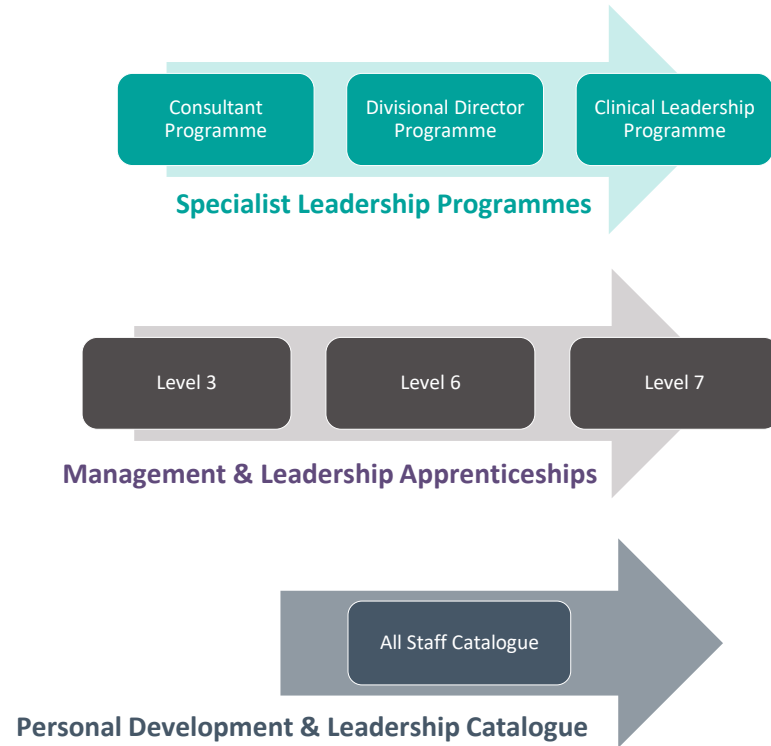 Consultant
Programme
Divisional Director
Programme
Clinical Leadership
Programme
Specialist Leadership Programmes
Level 3
Level 6
Level 7
Management & Leadership Apprenticeships
All Staff Catalogue
Personal Development & Leadership Catalogue